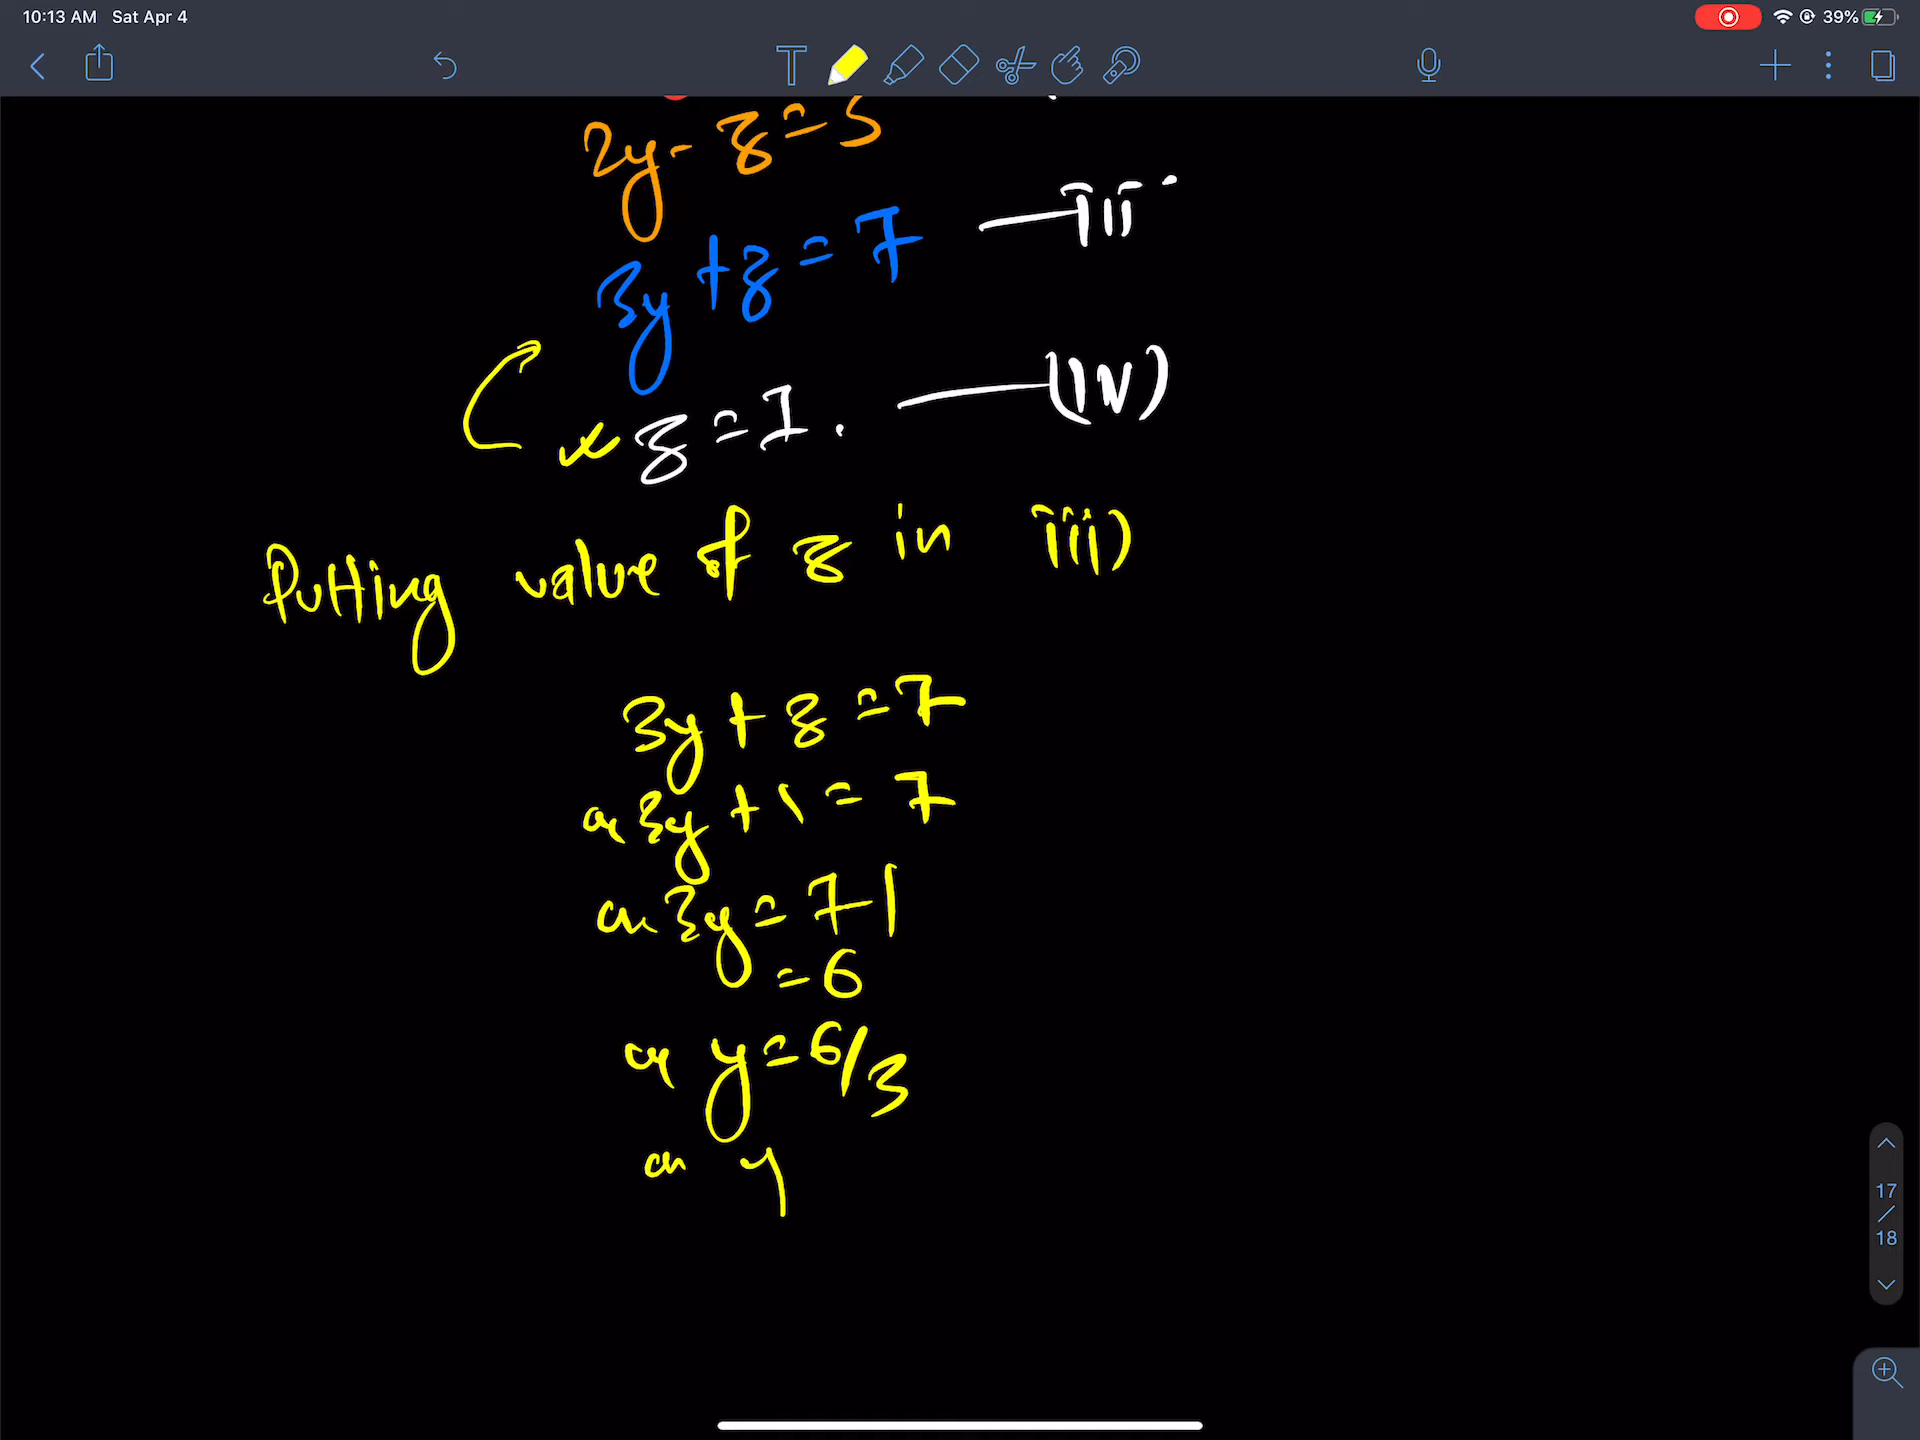 10:13 AM Sat Apr 4
39%
T
2y - z = 5
3y + z = 7 — iii
z = 1. — (IV)
Putting value of z in iii)
3y + z = 7
or 3y + 1 = 7
or 3y = 7-1
= 6
or y = 6/3
or y
17
/
18